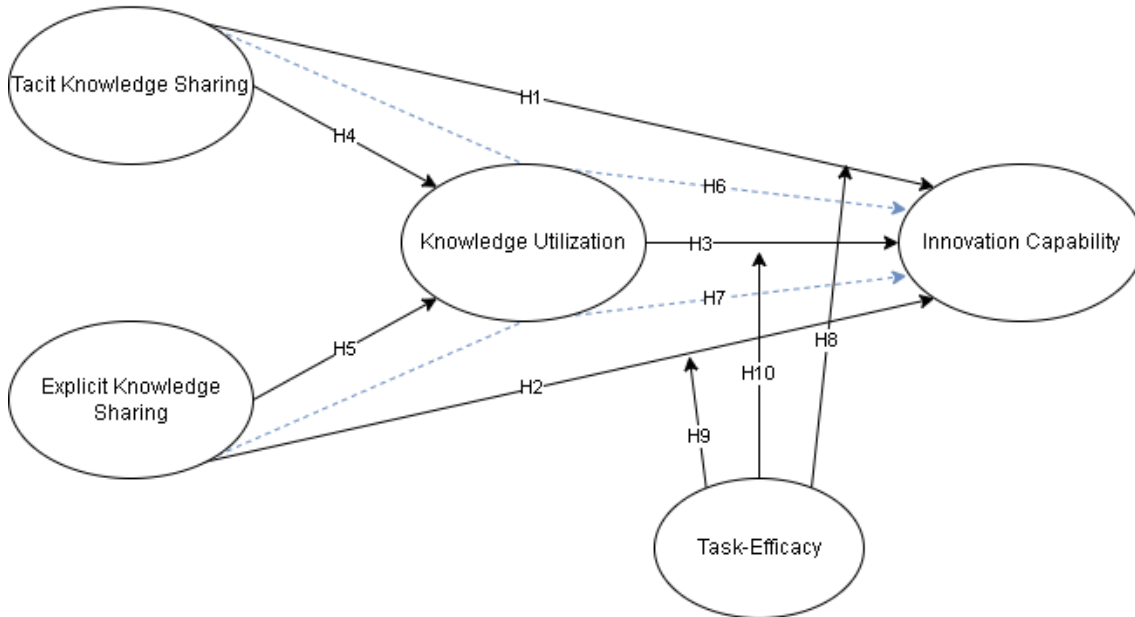 Tacit Knowledge Sharing
H1
H4
H6
Knowledge Utilization
H3
Innovation Capability
H7
H8
H5
H10
Explicit Knowledge
Sharing
H2
H9
Task-Efficacy